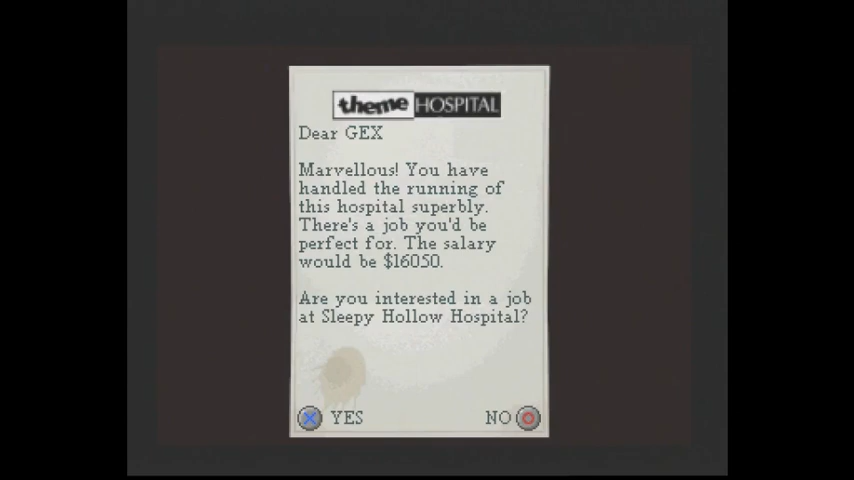 theme HOSPITAL
Dear GEX
Marvellous! You have
handled the running of
this hospital superbly.
There's a job you'd be
perfect for. The salary
would be $16050.
Are you interested in a job
at Sleepy Hollow Hospital?
YES NO